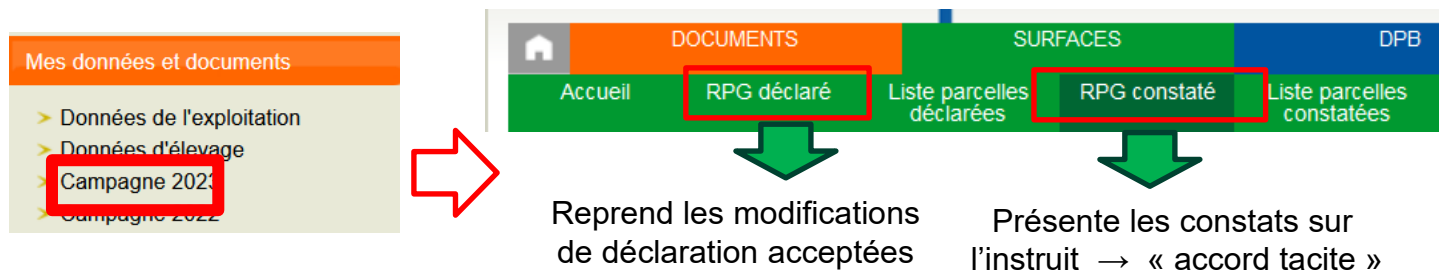 Mes données et documents
Données de l'exploitation
Données d'élevage
Campagne 2023
Campagne 2022
DOCUMENTS SURFACES DPB
Accueil RPG déclaré Liste parcelles déclarées RPG constaté Liste parcelles constatées
Reprend les modifications
de déclaration acceptées
Présente les constats sur
l'instruit → « accord tacite »